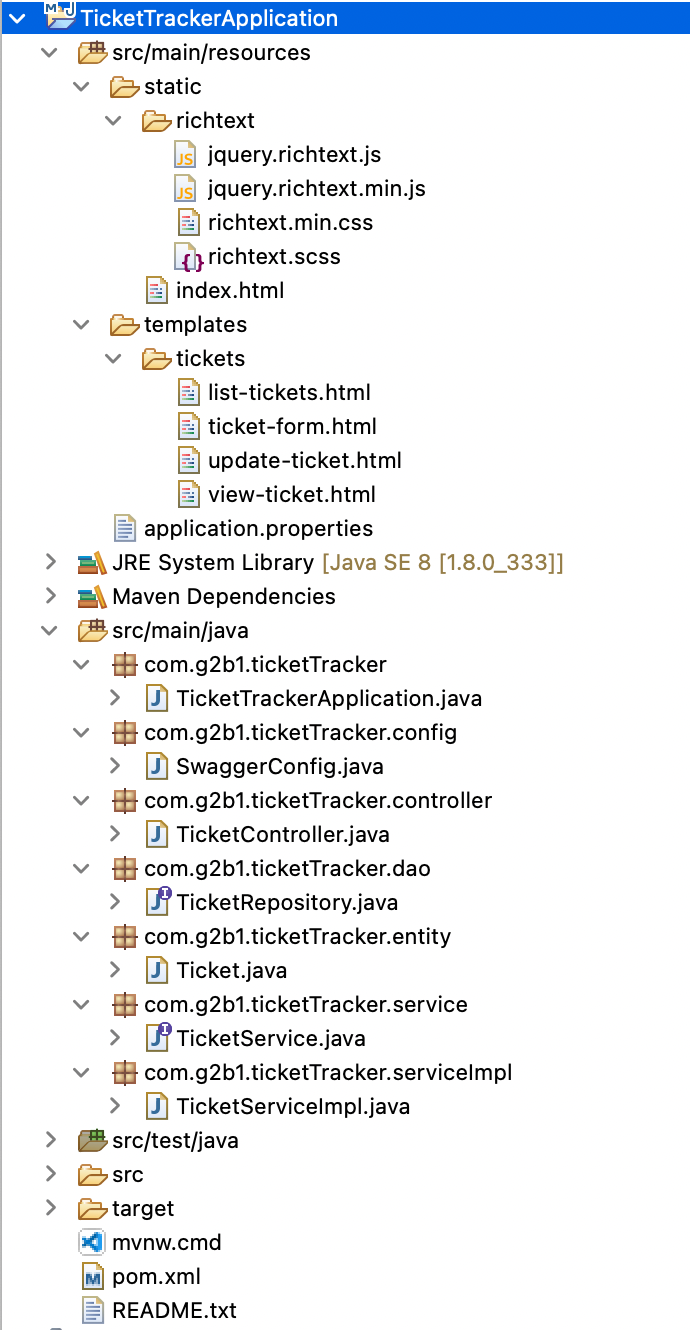 TicketTrackerApplication
src/main/resources
static
richtext
jquery.richtext.js
jquery.richtext.min.js
richtext.min.css
richtext.scss
index.html
templates
tickets
list-tickets.html
ticket-form.html
update-ticket.html
view-ticket.html
application.properties
JRE System Library [Java SE 8 [1.8.0_333]]
Maven Dependencies
src/main/java
com.g2b1.ticketTracker
TicketTrackerApplication.java
com.g2b1.ticketTracker.config
SwaggerConfig.java
com.g2b1.ticketTracker.controller
TicketController.java
com.g2b1.ticketTracker.dao
TicketRepository.java
com.g2b1.ticketTracker.entity
Ticket.java
com.g2b1.ticketTracker.service
TicketService.java
com.g2b1.ticketTracker.serviceImpl
TicketServiceImpl.java
src/test/java
src
target
mvnw.cmd
pom.xml
README.txt